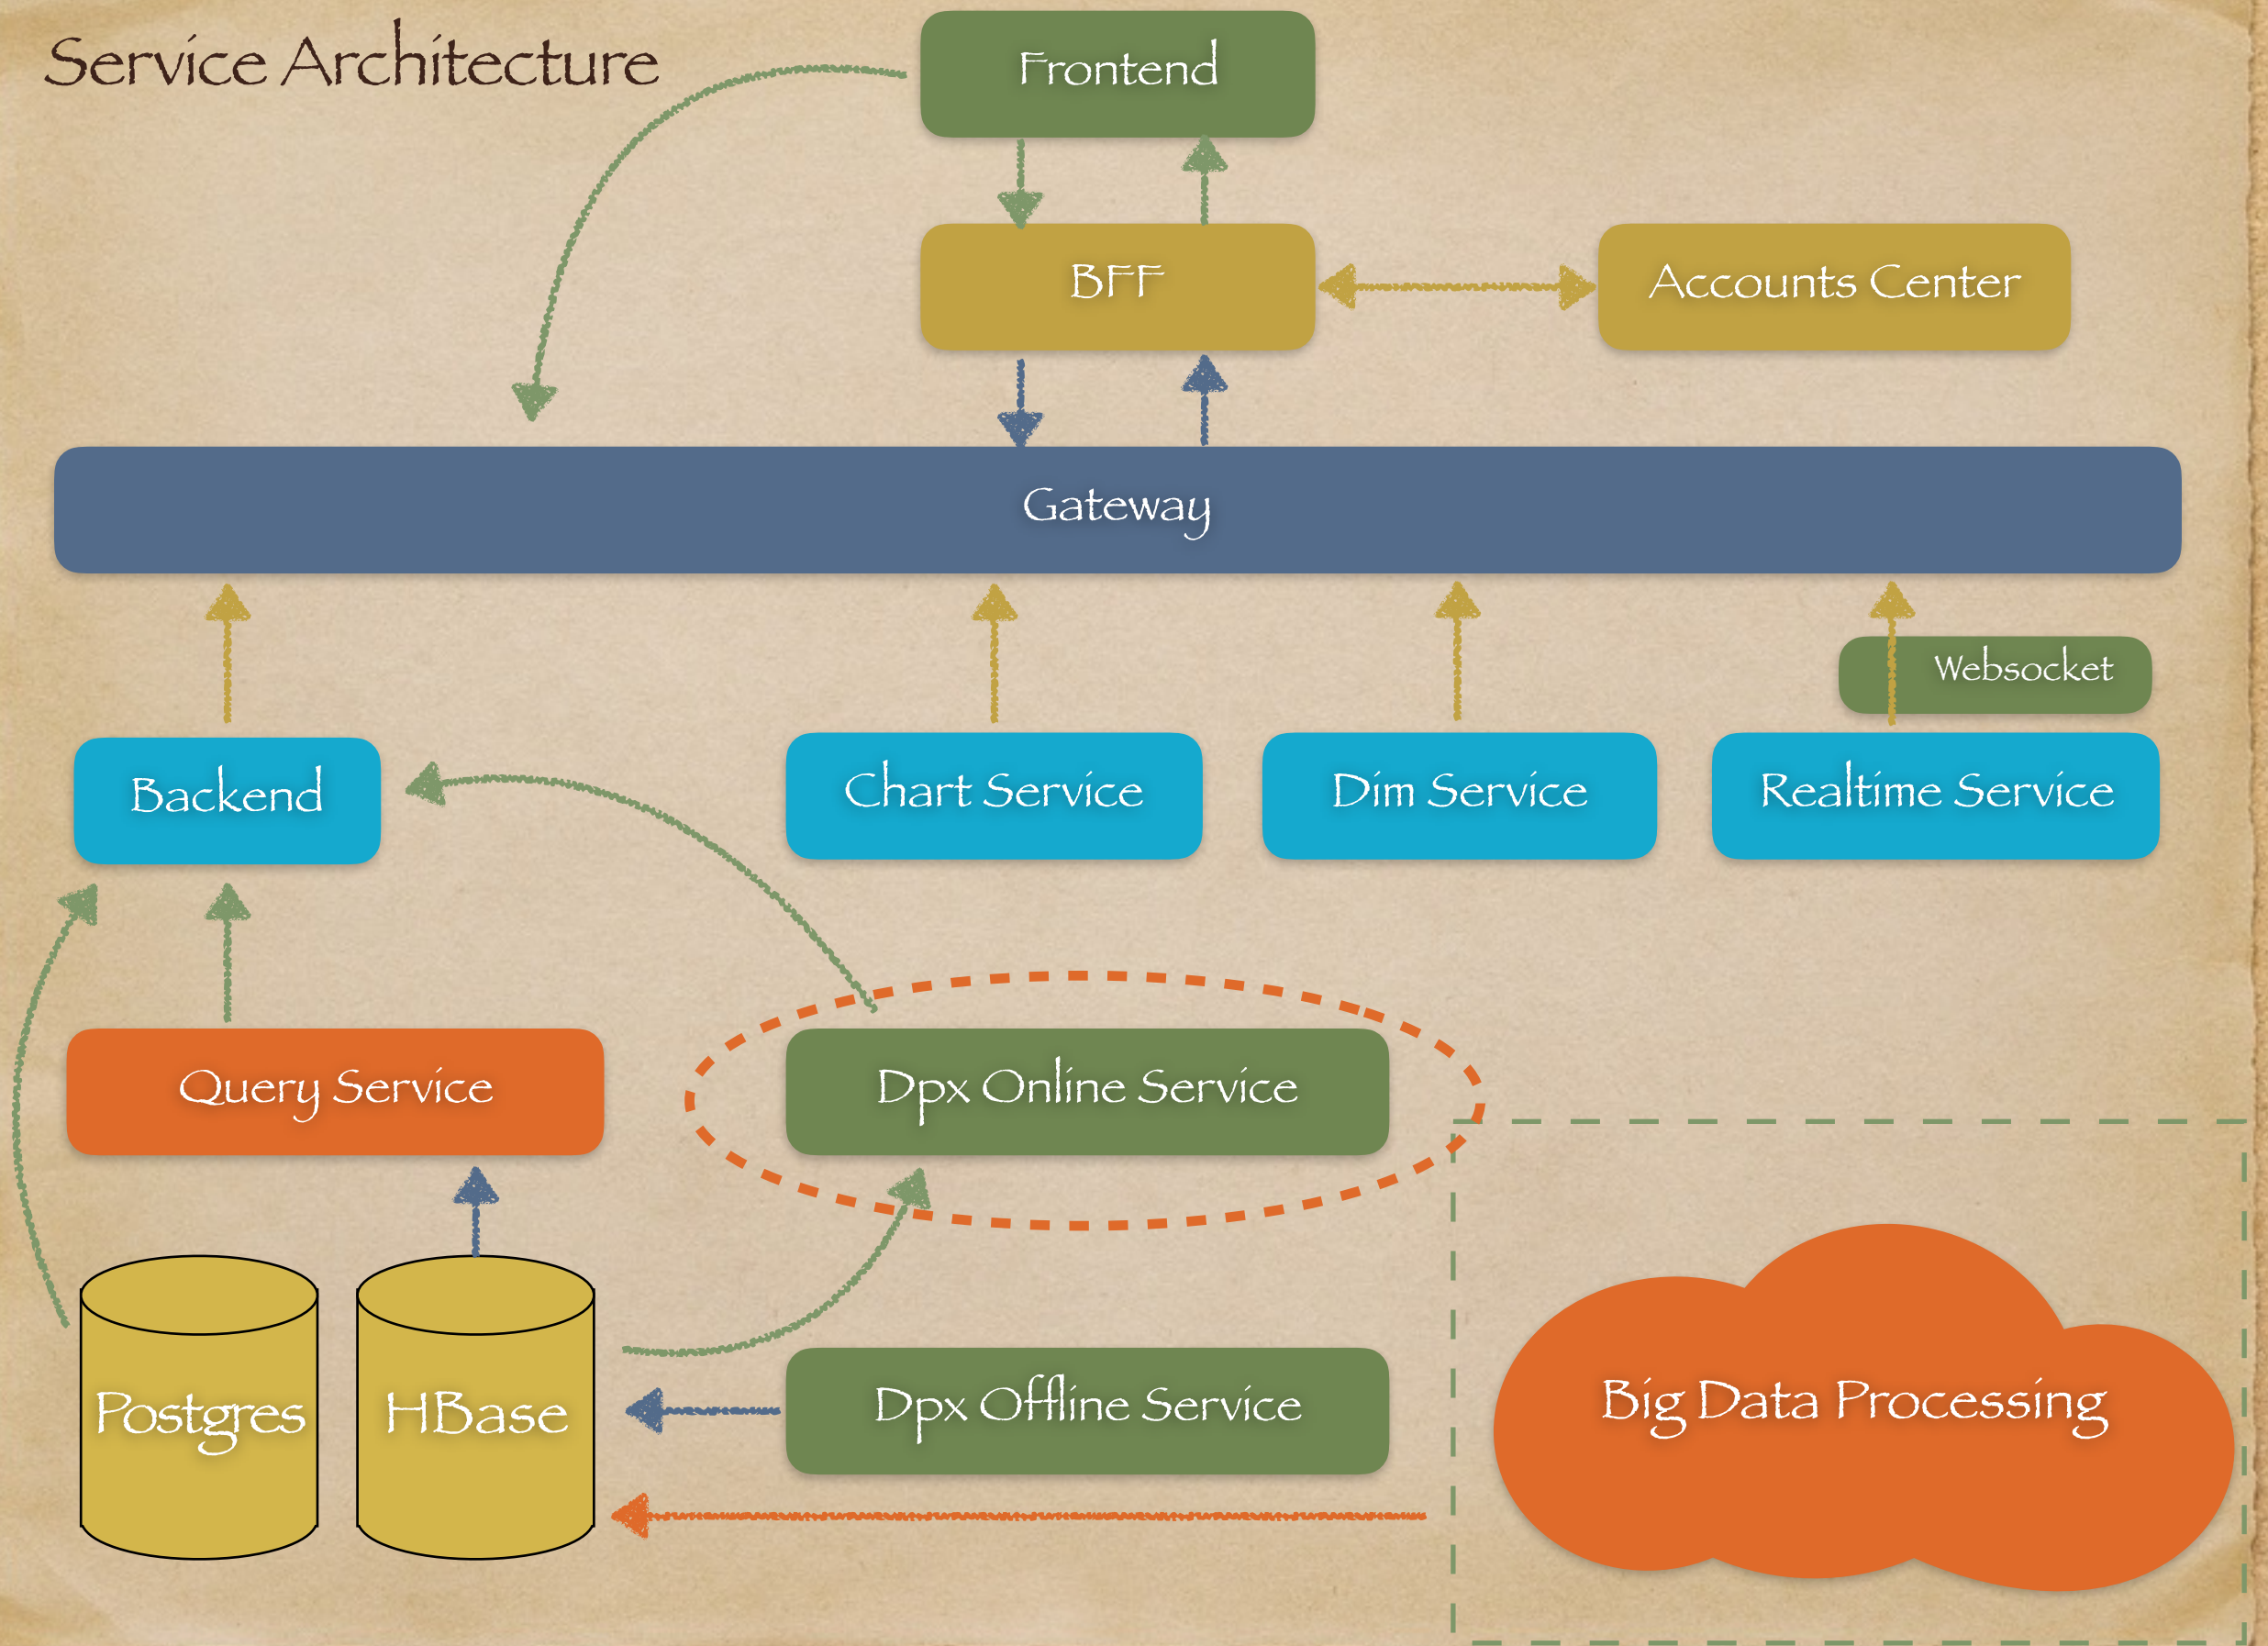 Service Architecture
Frontend
BFF
Accounts Center
Gateway
Websocket
Backend
Chart Service
Dim Service
Realtime Service
Query Service
Dpx Online Service
Postgres
HBase
Dpx Offline Service
Big Data Processing